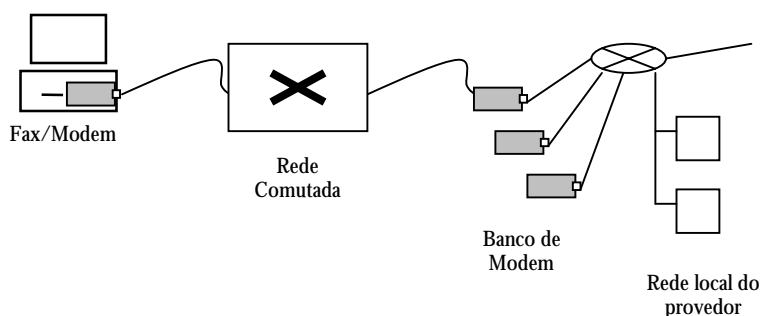 Fax/Modem
Rede
Comutada
Banco de
Modem
Rede local do
provedor